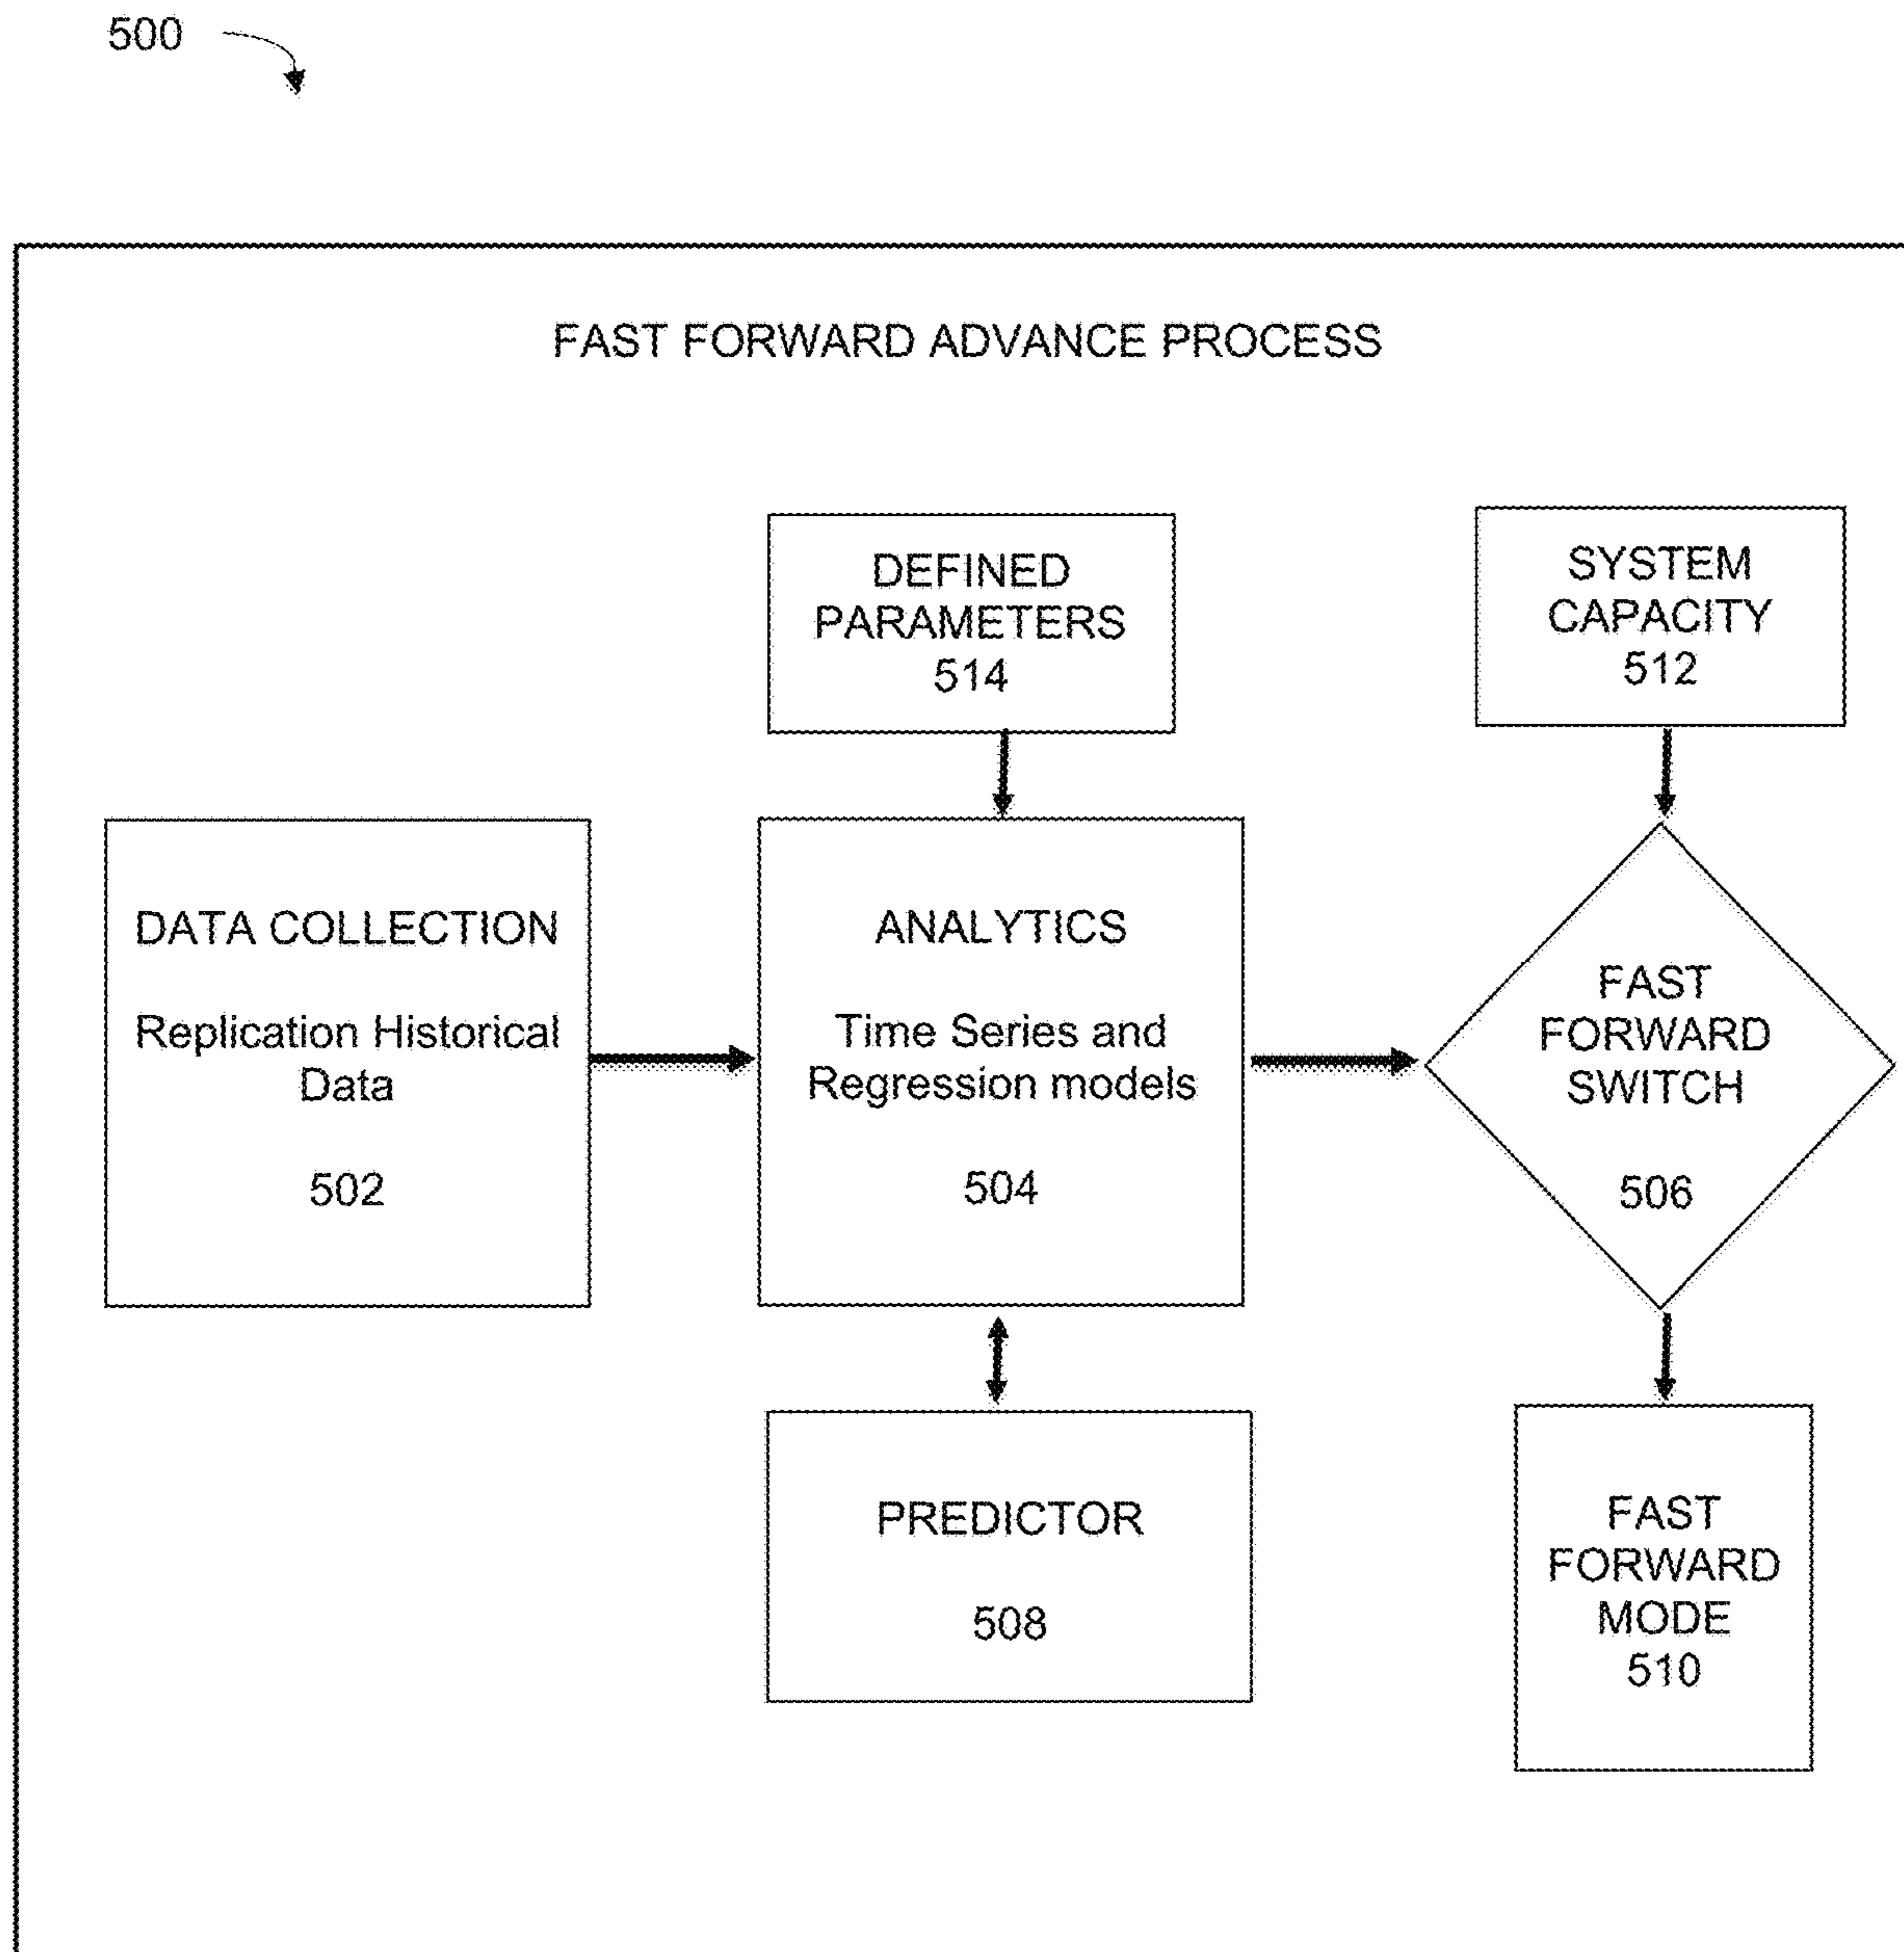 500
FAST FORWARD ADVANCE PROCESS
DEFINED
PARAMETERS
514
SYSTEM
CAPACITY
512
DATA COLLECTION
Replication Historical
Data
502
ANALYTICS
Time Series and
Regression models
504
FAST
FORWARD
SWITCH
506
PREDICTOR
508
FAST
FORWARD
MODE
510